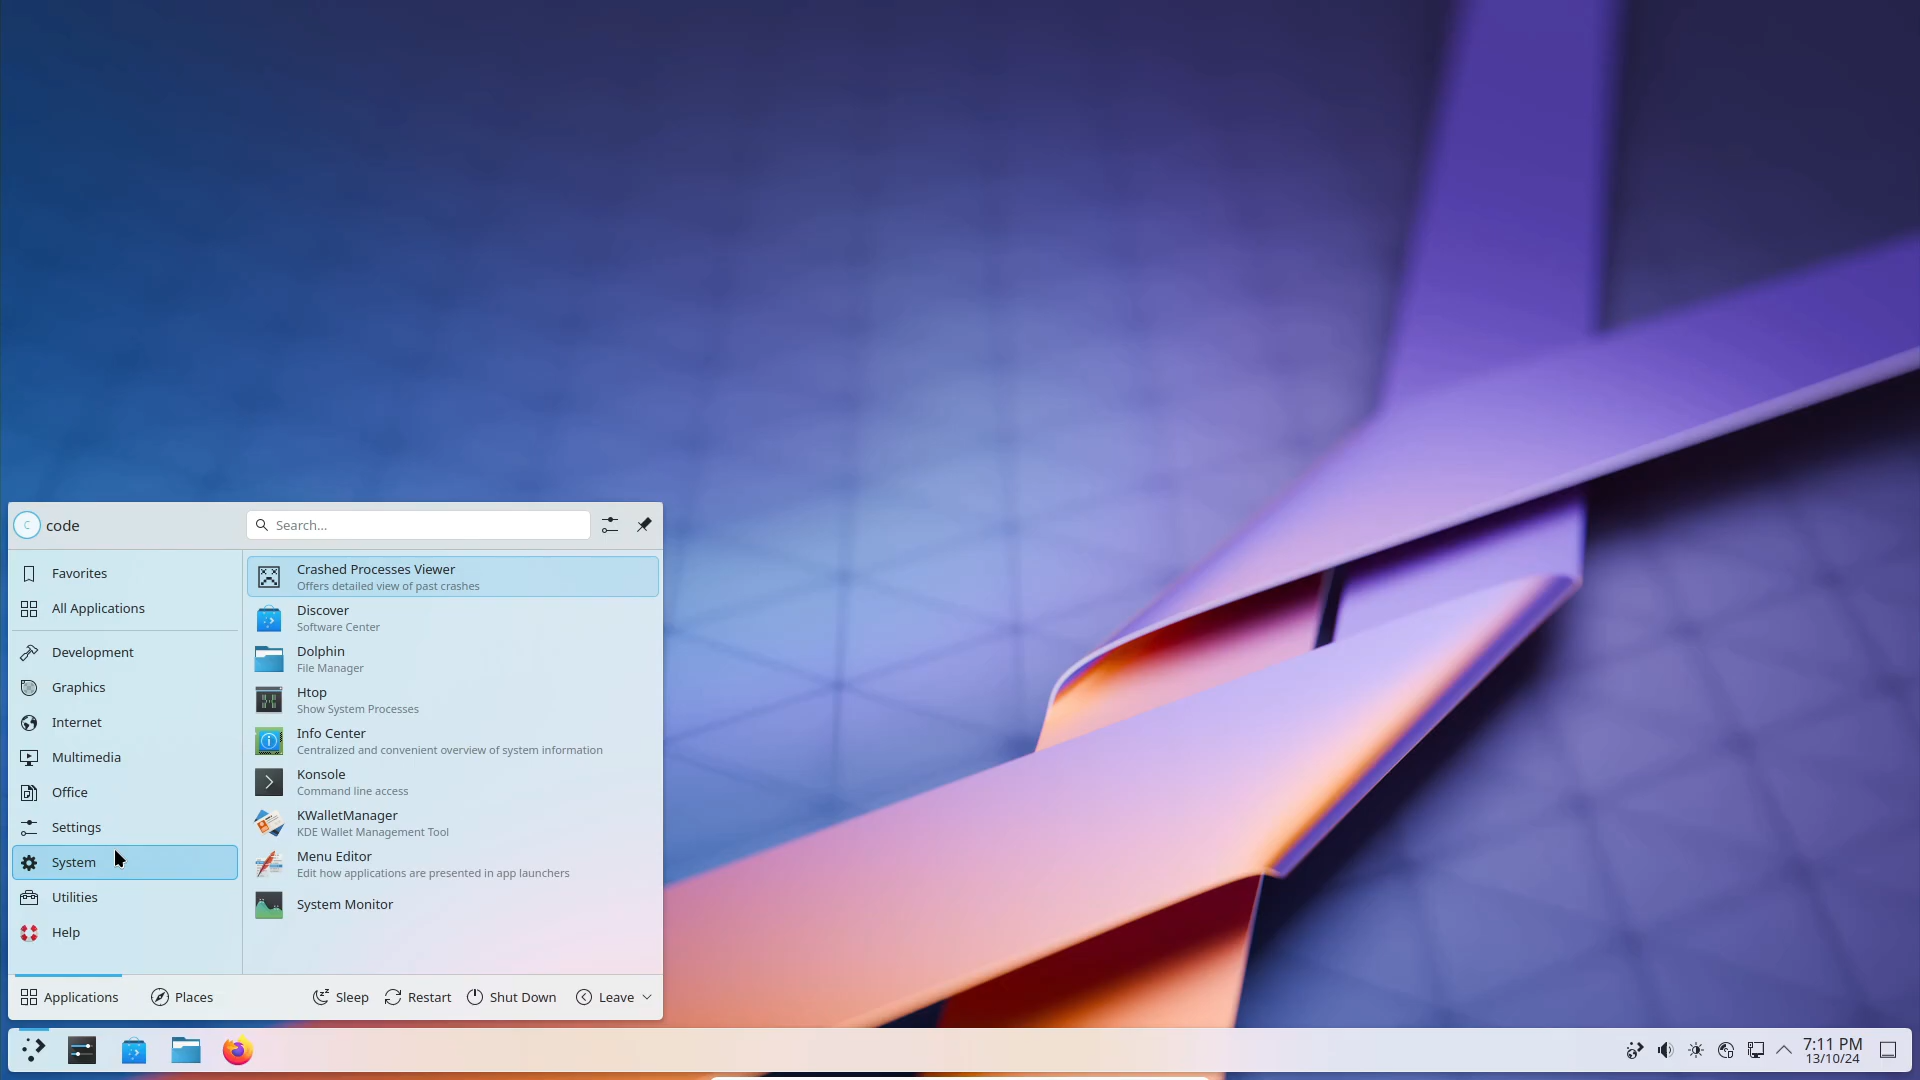 C code
Search...
Favorites
All Applications
Development
Graphics
Internet
Multimedia
Office
Settings
System
Utilities
Help
Crashed Processes Viewer
Offers detailed view of past crashes
Discover
Software Center
Dolphin
File Manager
Htop
Show System Processes
Info Center
Centralized and convenient overview of system information
Konsole
Command line access
KWalletManager
KDE Wallet Management Tool
Menu Editor
Edit how applications are presented in app launchers
System Monitor
Applications Places Sleep Restart Shut Down Leave
7:11 PM
13/10/24